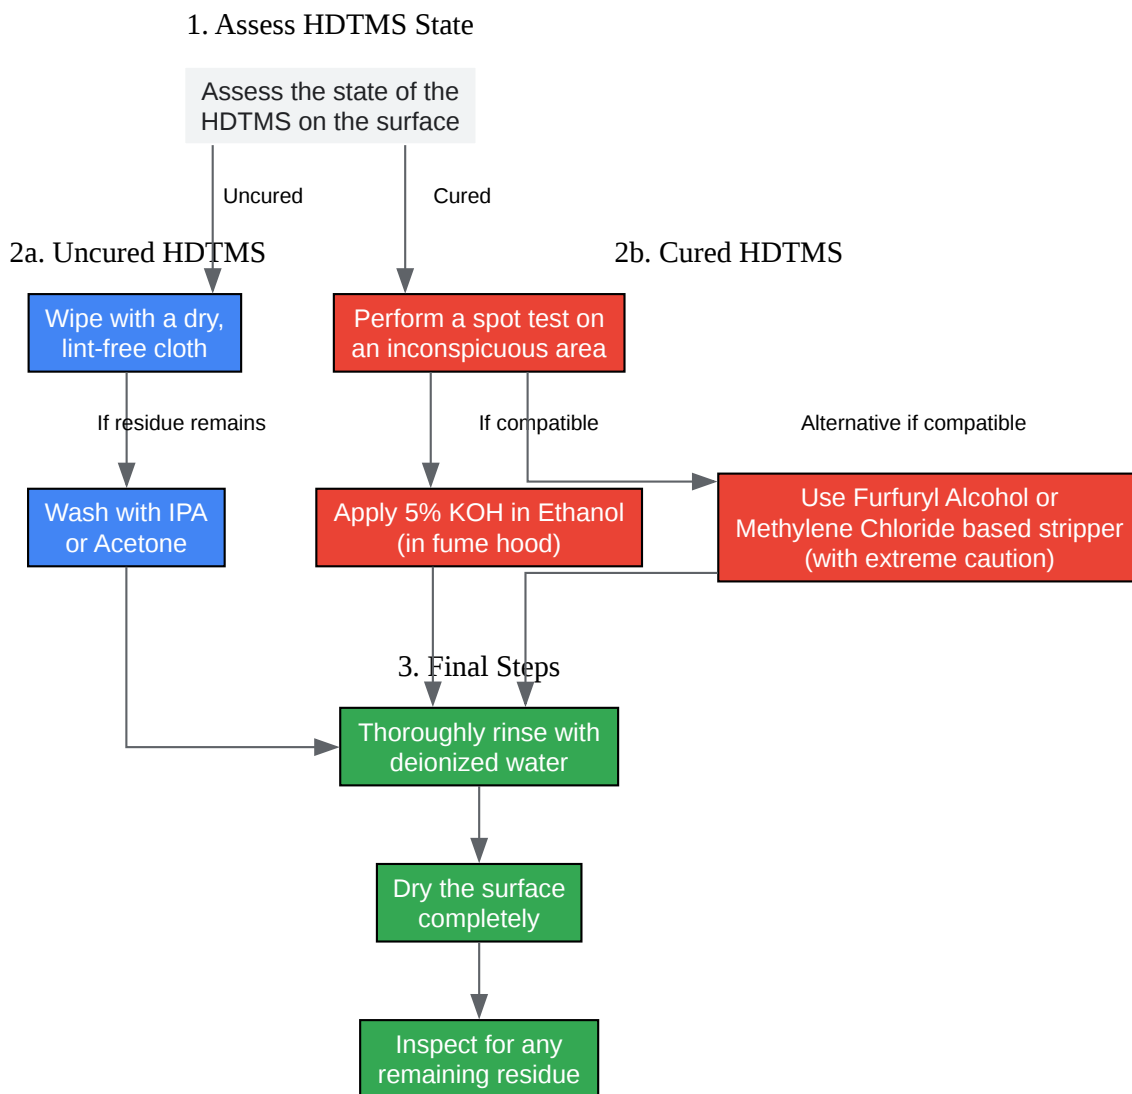 1. Assess HDTMS State
Assess the state of the
HDTMS on the surface
Uncured
Cured
2a. Uncured HDTMS
2b. Cured HDTMS
Wipe with a dry,
lint-free cloth
Perform a spot test on
an inconspicuous area
If residue remains
If compatible
Alternative if compatible
Wash with IPA
or Acetone
Apply 5% KOH in Ethanol
(in fume hood)
Use Furfuryl Alcohol or
Methylene Chloride based stripper
(with extreme caution)
3. Final Steps
Thoroughly rinse with
deionized water
Dry the surface
completely
Inspect for any
remaining residue